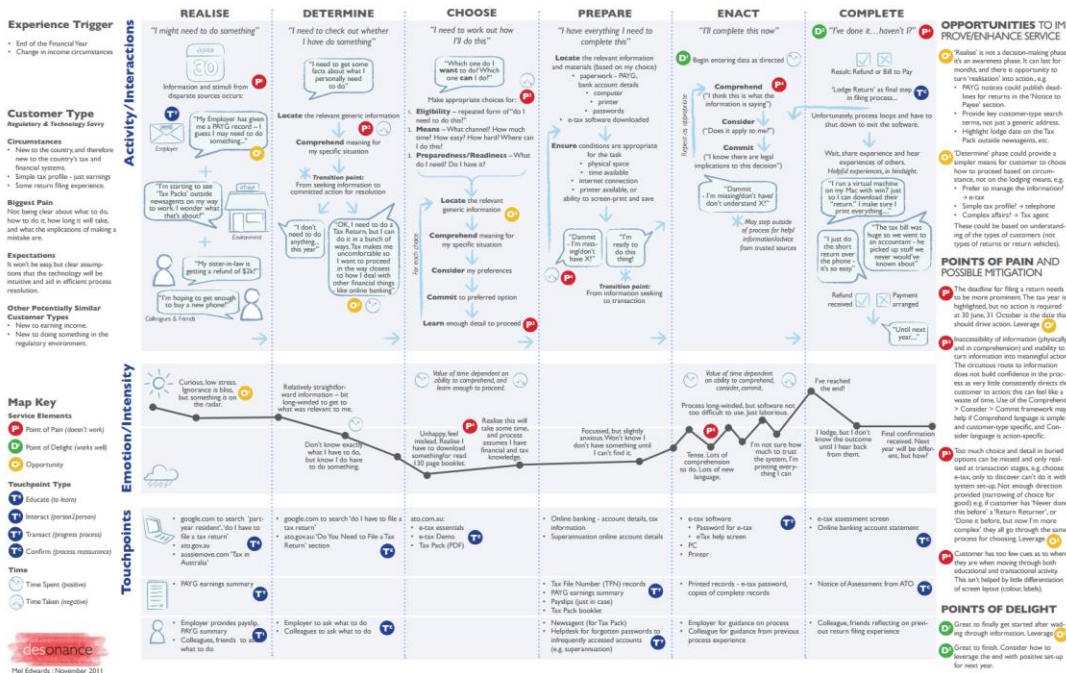 Experience Trigger
• End of the Financial Year
• Change in income circumstances
Customer Type
Regulatory & Technology Savvy
Circumstances
• New to the country, and therefore
new to the country's tax and
financial systems.
• Simple tax profile - just earnings
• Some return filing experience.
Biggest Pain
Not being clear about what to do,
how to do it, how long it will take,
and what the implications of making a
mistake are.
Expectations
It won't be easy, but clear assump-
tions that the technology will be
intuitive and aid in efficient process
resolution.
Other Potentially Similar
Customer Types
• New to earning income.
• New to doing something in the
regulatory environment.
Map Key
Service Elements
Point of Pain (doesn't work)
Point of Delight (works well)
Opportunity
Touchpoint Type
Educate (to learn)
Interact (person2person)
Transact (progress process)
Confirm (process reassurance)
Time
Time Spent (positive)
Time Taken (negative)
desonance
Mel Edwards : November 2011
Activity/Interactions
REALISE
"I might need to do something"
30
Information and stimuli from
disparate sources occurs:
"My Employer has given
me a PAYG record – I
guess I may need to do
something..."
Employer
"I'm starting to see
'Tax Packs' outside
newsagents on my way
to work, I wonder what
that's about?"
Environment
"My sister-in-law is
getting a refund of $2k!"
"I'm hoping to get enough
to buy a new phone!"
Colleagues & Friends
DETERMINE
"I need to check out whether
I have do something"
"I need to get some
facts about what I
personally need
to do"
Locate the relevant generic information
Comprehend meaning for
my specific situation
Transition point:
From seeking information to
committed action for resolution
"I don't
need to do
anything...
this year"
"OK, I need to do a
Tax Return, but I can
do it in a bunch of
ways. Tax makes me
uncomfortable so
I want to proceed
in the way closest
to how I deal with
other financial things
like online banking"
CHOOSE
"I need to work out how
I'll do this"
"Which one do I
want to do? Which
one can I do?"
Make appropriate choices for:
1. Eligibility – repeated form of "do I
need to do this?"
2. Means – What channel? How much
time? How easy? How hard? Where can
I do this?
3. Preparedness/Readiness – What
do I need? Do I have it?
For each choice
Locate the relevant
generic information
Comprehend meaning for
my specific situation
Consider my preferences
Commit to preferred option
Learn enough detail to proceed
PREPARE
"I have everything I need to
complete this"
Locate the relevant information
and materials (based on my choice)
• paperwork - PAYG,
bank account details
• computer
• printer
• passwords
• e-tax software downloaded
Ensure conditions are appropriate
for the task
• physical space
• time available
• internet connection
• printer available, or
ability to screen-print and save
"Dammit
- I'm miss-
ing/don't
have X!"
"I'm
ready to do
this thing!
Transition point:
From information seeking
to transaction
ENACT
"I'll complete this now"
Begin entering data as directed
Repeat as appropriate
Comprehend
("I think this is what the
information is saying")
Consider
("Does it apply to me?")
Commit
("I know there are legal
implications to this decision")
"Dammit
- I'm missing/don't have/
don't understand X!"
May step outside
of process for help/
information/advice
from trusted sources
COMPLETE
"I've done it...haven't I?"
Result: Refund or Bill to Pay
'Lodge Return' as final step
in filing process...
Unfortunately, process loops and have to
shut down to exit the software.
Wait, share experience and hear
experiences of others.
Helpful experiences, in hindsight.
"I run a virtual machine
on my Mac with win7 just
so I can download their
"return." I make sure I
print everything..."
"I just do
the short
return over
the phone -
it's so easy"
"The tax bill was
huge so we went to
an accountant - he
picked up stuff we
never would've
known about"
Refund
received
Payment
arranged
"Until next
year..."
Emotion/Intensity
Curious, low stress.
Ignorance is bliss,
but something is on
the radar.
Relatively straightfor-
ward information – bit
long-winded to get to
what was relevant to me.
Don't know exactly
what I have to do,
but know I do have
to do something.
Value of time dependent on
ability to comprehend, and
learn enough to proceed
Unhappy, feel
mislead. Realise I
have to download
something/or read
130 page booklet.
Realise this will
take some time,
and process assumes I
have financial and tax
knowledge.
Focussed, but slightly
anxious. Won't know I
don't have something until
I can't find it.
Value of time dependent
on ability to comprehend,
consider, commit
Process long-winded, but software not
too difficult to use. Just laborious.
Tense. Lots of
comprehension to
do. Lots of new
language.
I'm not sure how
much to trust the
system, I'm printing
everything I
can
I've reached
the end!
I lodge, but I don't
know the outcome
until I hear back
from them.
Final confirmation
received. Next
year will be differ-
ent, but how?
Touchpoints
• google.com to search 'part-
year resident', 'do I have to
file a tax return'
• ato.gov.au
• aussiemove.com 'Tax in
Australia'
• google.com to search 'do I have to file a
tax return'
• ato.gov.au 'Do You Need to File a Tax
Return' section
ato.com.au:
• e-tax essentials
• e-tax Demo
• Tax Pack (PDF)
• Online banking - account details, tax
information
• Superannuation online account details
• e-tax software
• Password for e-tax
• eTax help screen
• PC
• Printer
• e-tax assessment screen
• Online banking account statement
• PAYG earnings summary
• Tax File Number (TFN) records
• PAYG earnings summary
• Payslips (just in case)
• Tax Pack booklet
• Printed records - e-tax password,
copies of complete records
• Notice of Assessment from ATO
• Employer provides payslip,
PAYG summary
• Colleagues, friends to ask
what to do
• Employer to ask what to do
• Colleagues to ask what to do
• Newsagent (for Tax Pack)
• Helpdesk for forgotten passwords to
infrequently accessed accounts
(e.g. superannuation)
• Employer for guidance on process
• Colleague for guidance from previous
process experience
• Colleague, friends reflecting on previ-
ous return filing experience
OPPORTUNITIES TO IM-
PROVE/ENHANCE SERVICE
'Realise' is not a decision-making phase,
it's an awareness phase. It can last for
months, and there is opportunity to
turn 'realisation' into action., e.g.
• PAYG notices could publish dead-
lines for returns in the 'Notice to
Payee' section.
• Provide key customer-type search
terms, not just a generic address.
• Highlight lodge date on the Tax
Pack outside newsagents, etc.
'Determine' phase could provide a
simpler means for customer to choose
how to proceed based on circum-
stance, not on the lodging means, e.g.
• Prefer to manage the information?
→ e-tax
• Simple tax profile? → telephone
• Complex affairs? → Tax agent
These could be based on understand-
ing of the types of customers (not
types of returns or return vehicles).
POINTS OF PAIN AND
POSSIBLE MITIGATION
The deadline for filing a return needs
to be more prominent. The tax year is
highlighted, but no action is required
at 30 June, 31 October is the date that
should drive action. Leverage
Inaccessibility of information (physically
and in comprehension) and inability to
turn information into meaningful action.
The circuitous route to information
does not build confidence in the proc-
ess as very little consistently directs the
customer to action; this can feel like a
waste of time. Use of the Comprehend
> Consider > Commit framework may
help if Comprehend language is simple
and customer-type specific, and Con-
sider language is action-specific.
Too much choice and detail in buried
options can be missed and only real-
ised at transaction stages, e.g. choose
e-tax, only to discover can't do it with
system set-up. Not enough direction
provided (narrowing of choice for
good) e.g. if customer has 'Never done
this before' a 'Return Returner', or
'Done it before, but now I'm more
complex' they all go through the same
process for choosing. Leverage
Customer has too few cues as to where
they are when moving through both
educational and transactional activity.
This isn't helped by little differentiation
of screen layout (colour, labels).
POINTS OF DELIGHT
Great to finally get started after wad-
ing through information. Leverage
Great to finish. Consider how to
leverage the end with positive set-up
for next year.